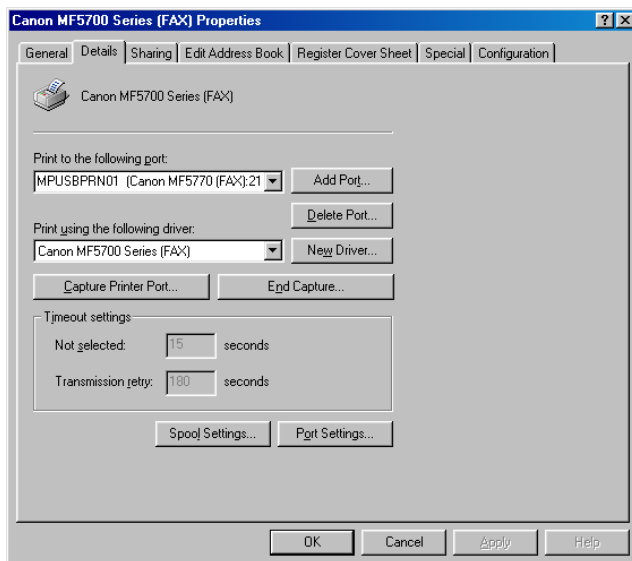 Canon MF5700 Series (FAX) Properties
General Details Sharing Edit Address Book Register Cover Sheet Special Configuration
Canon MF5700 Series (FAX)
Print to the following port:
MPUSBPRN01 (Canon MF5770 (FAX):21 Add Port...
Delete Port...
Print using the following driver:
Canon MF5700 Series (FAX) New Driver...
Capture Printer Port... End Capture...
Timeout settings
Not selected: 15 seconds
Transmission retry: 180 seconds
Spool Settings... Port Settings...
OK Cancel Apply Help